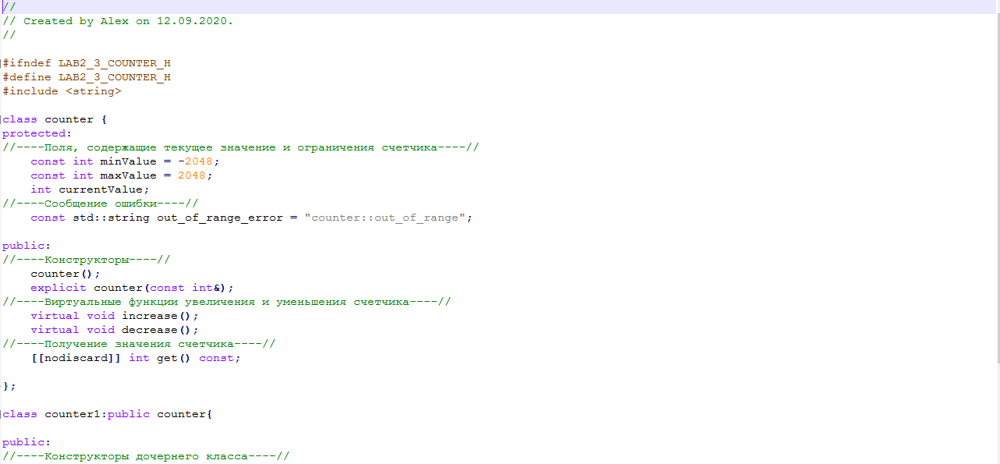 //
// Created by Alex on 12.09.2020.
//
#ifndef LAB2_3_COUNTER_H
#define LAB2_3_COUNTER_H
#include <string>
class counter {
protected:
//----Поля, содержащие текущее значение и ограничения счетчика----//
    const int minValue = -2048;
    const int maxValue = 2048;
    int currentValue;
//----Сообщение ошибки----//
    const std::string out_of_range_error = "counter::out_of_range";
public:
//----Конструкторы----//
    counter();
    explicit counter(const int&);
//----Виртуальные функции увеличения и уменьшения счетчика----//
    virtual void increase();
    virtual void decrease();
//----Получение значения счетчика----//
    [[nodiscard]] int get() const;
};
class counter1:public counter{
public:
//----Конструкторы дочернего класса----//